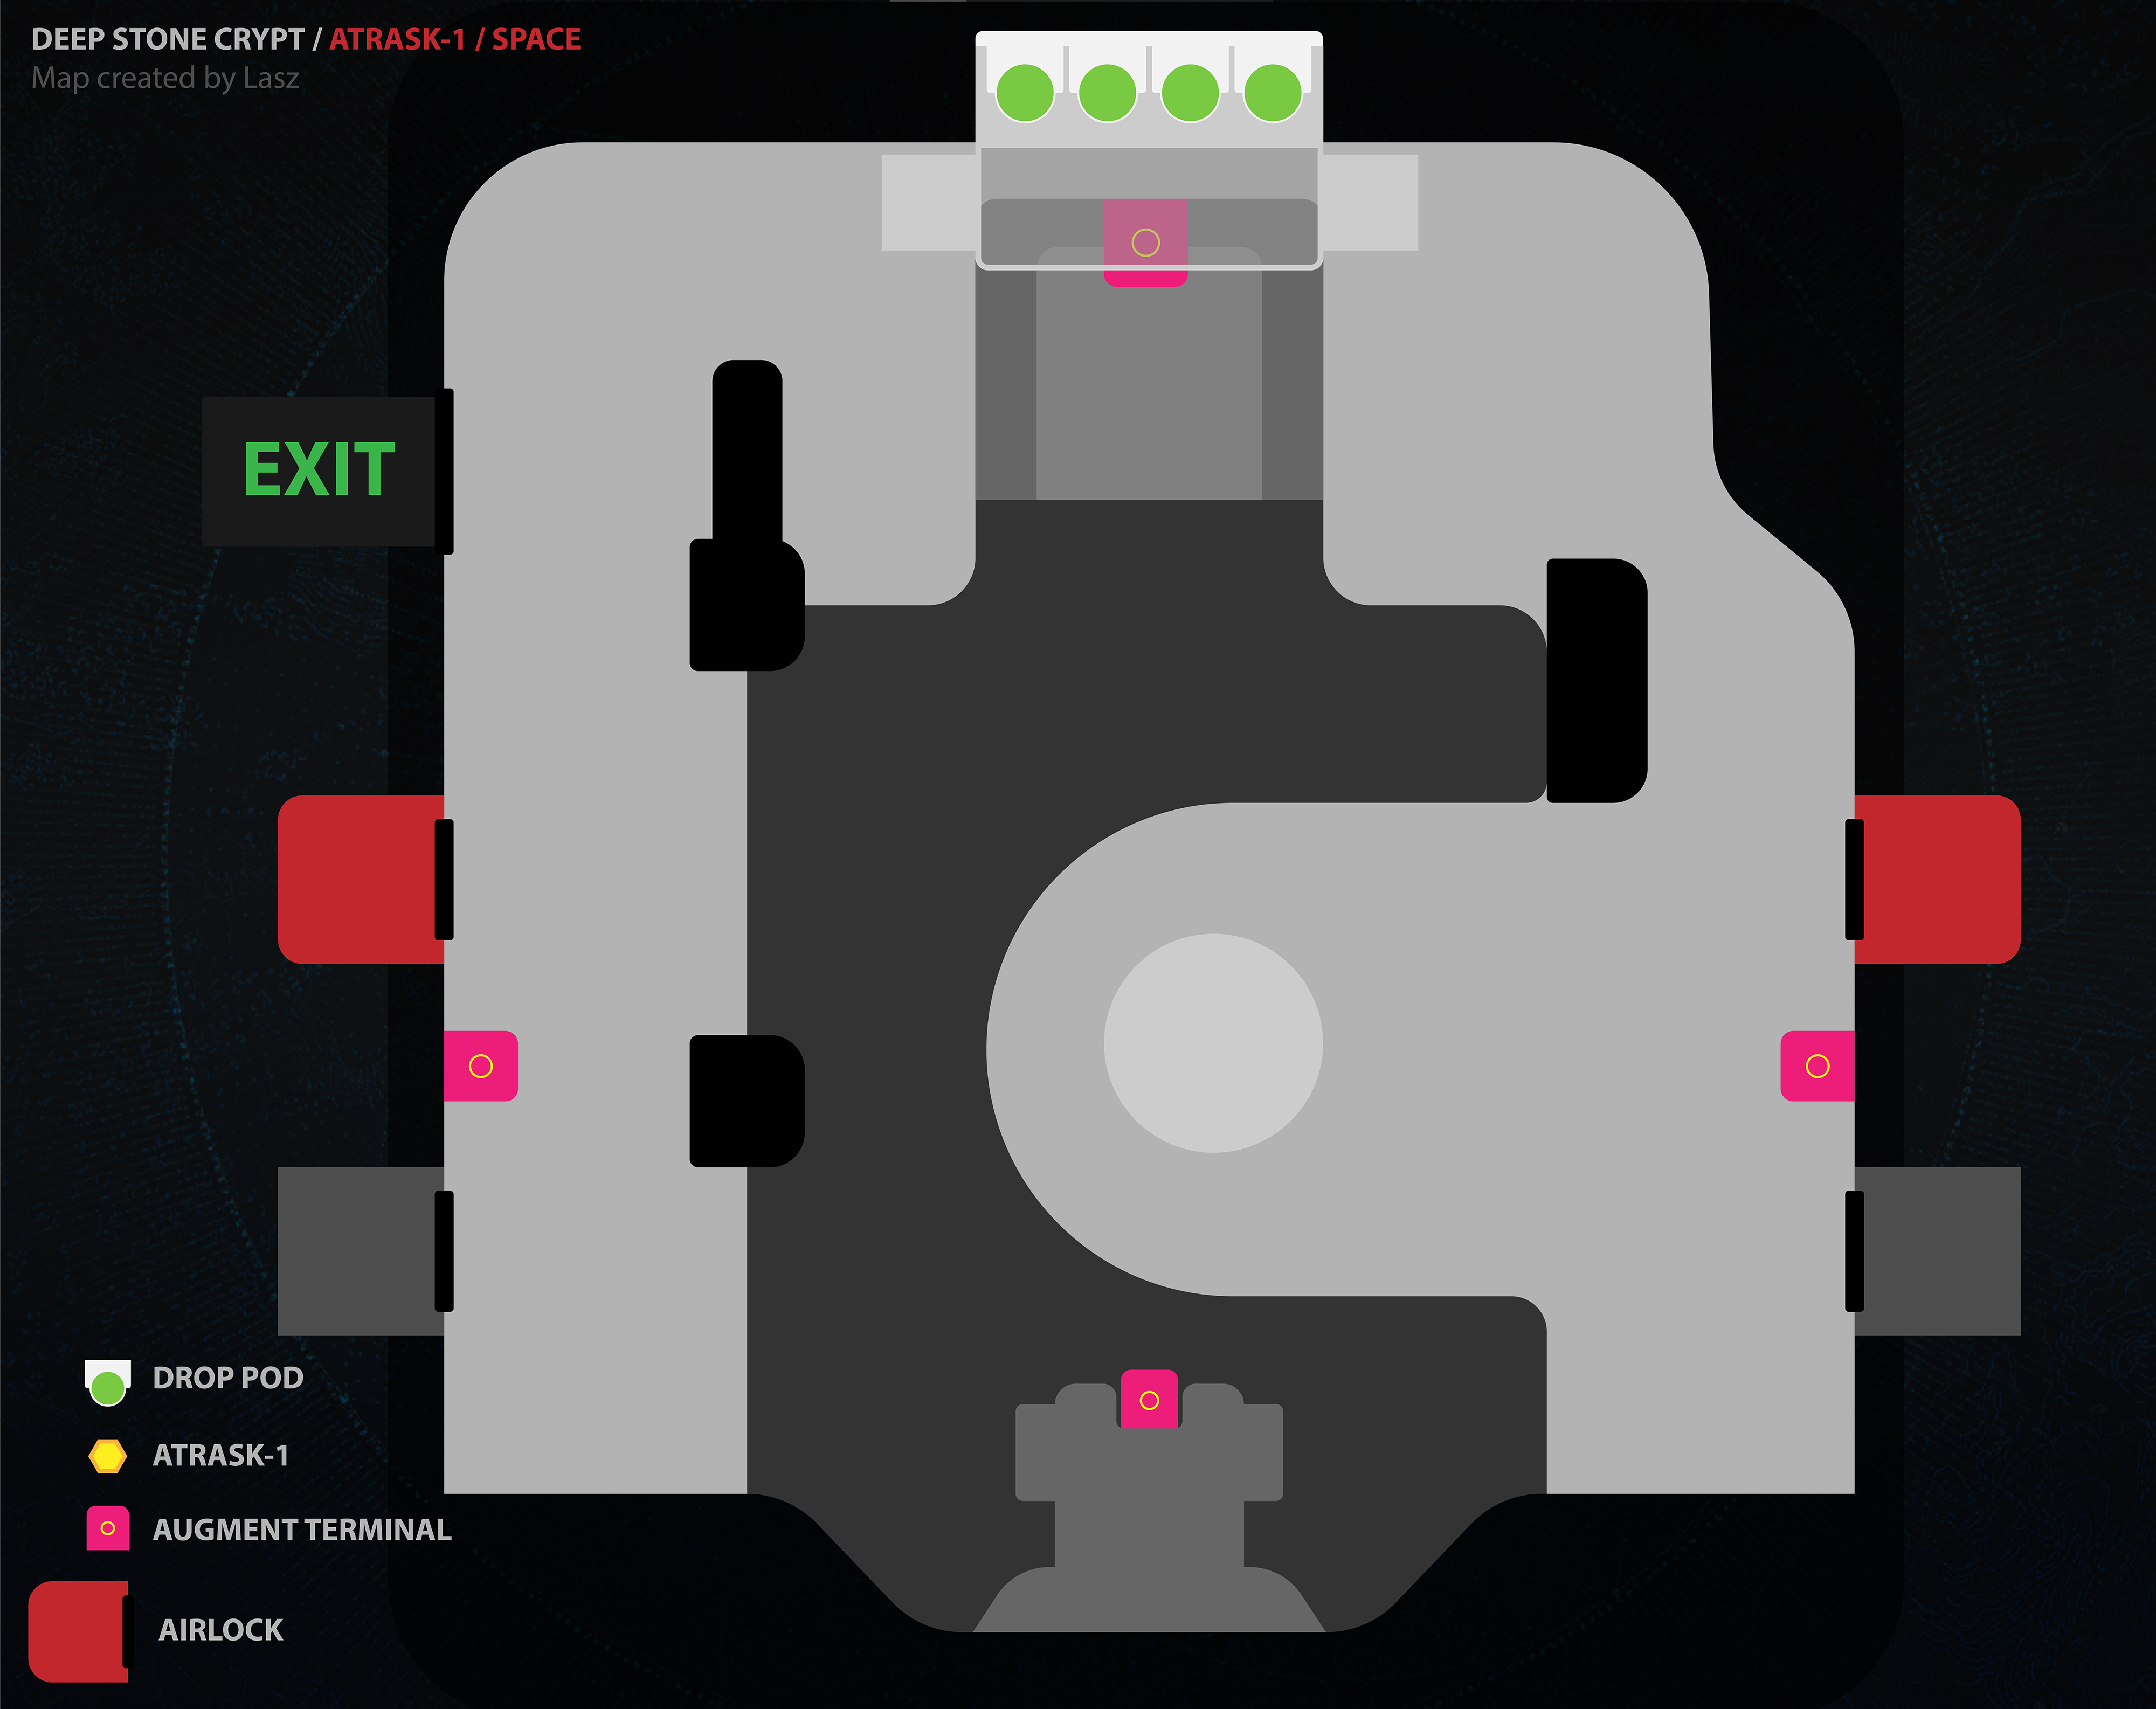 DEEP STONE CRYPT / ATRASK-1 / SPACE
Map created by Lasz
EXIT
DROP POD
ATRASK-1
AUGMENT TERMINAL
AIRLOCK